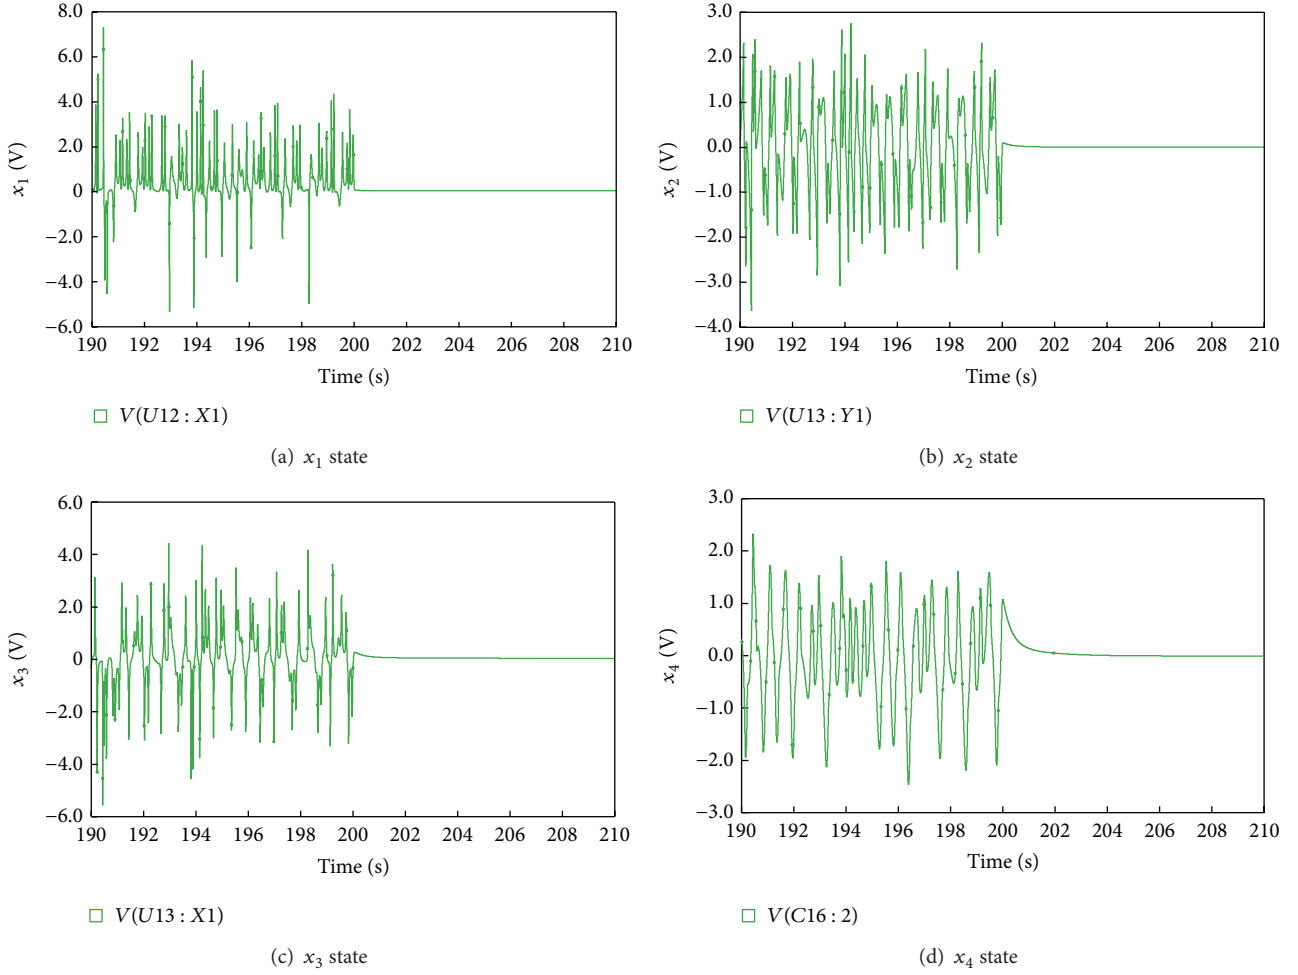 8.0
6.0
4.0
2.0
0
−2.0
−4.0
−6.0
x1 (V)
190 192 194 196 198 200 202 204 206 208 210
Time (s)
V(U12 : X1)
(a) x1 state
3.0
2.0
1.0
0.0
−1.0
−2.0
−3.0
−4.0
x2 (V)
190 192 194 196 198 200 202 204 206 208 210
Time (s)
V(U13 : Y1)
(b) x2 state
6.0
4.0
2.0
0
−2.0
−4.0
−6.0
x3 (V)
190 192 194 196 198 200 202 204 206 208 210
Time (s)
V(U13 : X1)
(c) x3 state
3.0
2.0
1.0
0.0
−1.0
−2.0
−3.0
x4 (V)
190 192 194 196 198 200 202 204 206 208 210
Time (s)
V(C16 : 2)
(d) x4 state